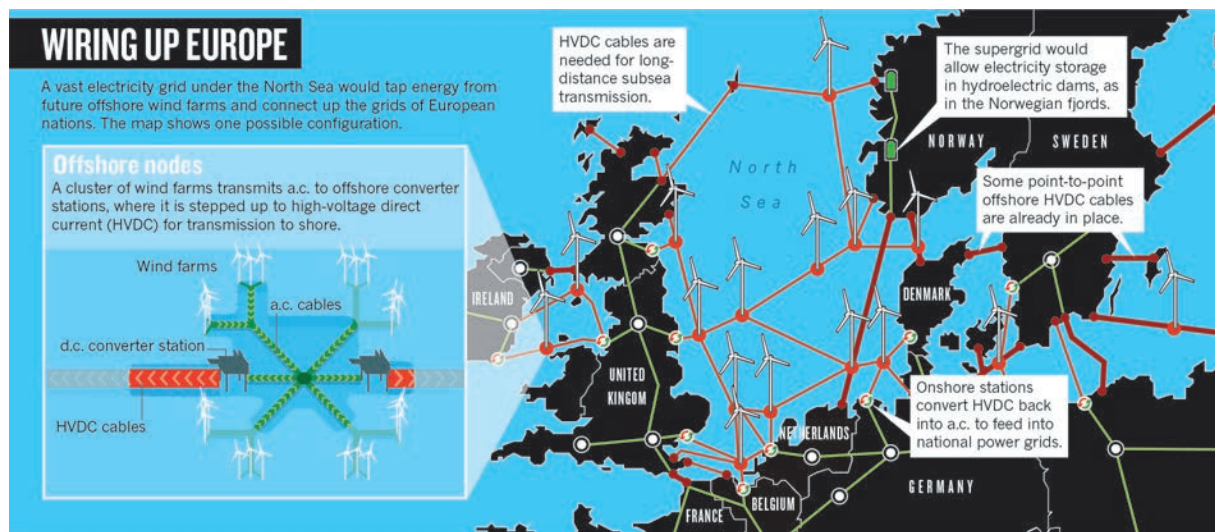 WIRING UP EUROPE
A vast electricity grid under the North Sea would tap energy from
future offshore wind farms and connect up the grids of European
nations. The map shows one possible configuration.
Offshore nodes
A cluster of wind farms transmits a.c. to offshore converter
stations, where it is stepped up to high-voltage direct
current (HVDC) for transmission to shore.
Wind farms
a.c. cables
d.c. converter station
HVDC cables
HVDC cables are
needed for long-
distance subsea
transmission.
The supergrid would
allow electricity storage
in hydroelectric dams, as
in the Norwegian fjords.
NORWAY
SWEDEN
North
Sea
Some point-to-point
offshore HVDC cables
are already in place.
IRELAND
DENMARK
UNITED
KINGOM
Onshore stations
convert HVDC back
into a.c. to feed into
national power grids.
NETHERLANDS
GERMANY
BELGIUM
FRANCE